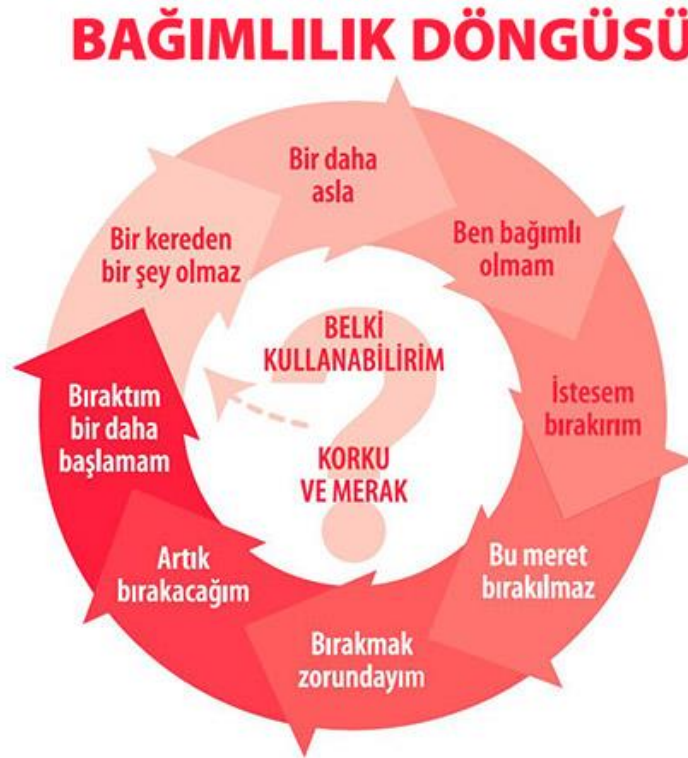 BAĞIMLILIK DÖNGÜSÜ
Bir kereden
bir şey olmaz
Bir daha
asla
Ben bağımlı
olmam
İstesem
bırakırım
Bu meret
bırakılmaz
Bırakmak
zorundayım
Artık
bırakacağım
Bıraktım
bir daha
başlamam
BELKİ
KULLANABİLİRİM
KORKU
VE MERAK
?